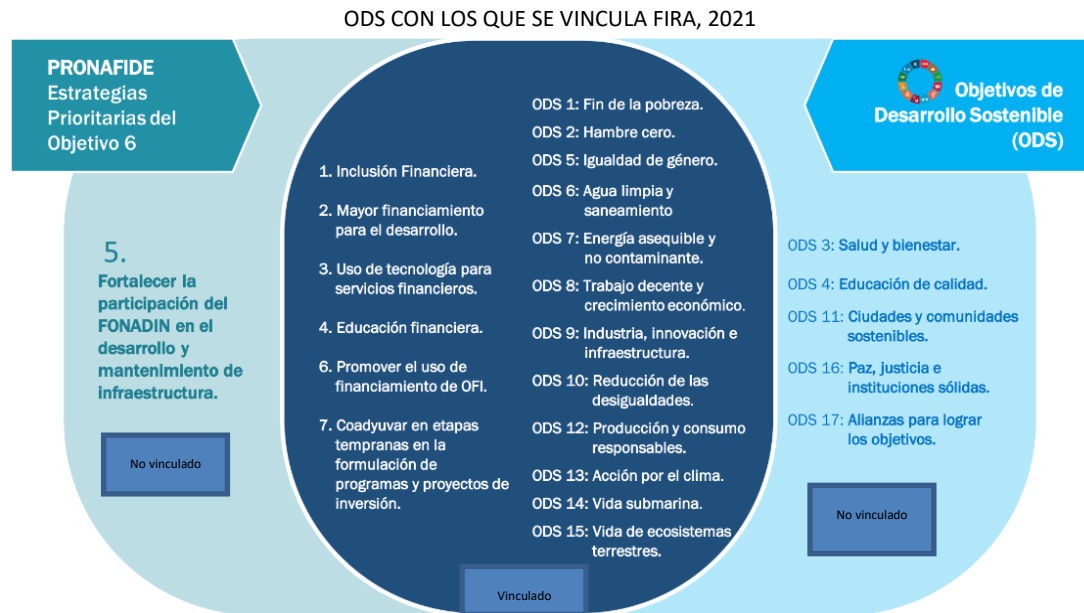 ODS CON LOS QUE SE VINCULA FIRA, 2021
PRONAFIDE
Estrategias
Prioritarias del
Objetivo 6
5.
Fortalecer la
participación del
FONADIN en el
desarrollo y
mantenimiento de
infraestructura.
No vinculado
1. Inclusión Financiera.
2. Mayor financiamiento
para el desarrollo.
3. Uso de tecnología para
servicios financieros.
4. Educación financiera.
6. Promover el uso de
financiamiento de OFI.
7. Coadyuvar en etapas
tempranas en la
formulación de
programas y proyectos de
inversión.
ODS 1: Fin de la pobreza.
ODS 2: Hambre cero.
ODS 5: Igualdad de género.
ODS 6: Agua limpia y
saneamiento
ODS 7: Energía asequible y
no contaminante.
ODS 8: Trabajo decente y
crecimiento económico.
ODS 9: Industria, innovación e
infraestructura.
ODS 10: Reducción de las
desigualdades.
ODS 12: Producción y consumo
responsables.
ODS 13: Acción por el clima.
ODS 14: Vida submarina.
ODS 15: Vida de ecosistemas
terrestres.
Vinculado
Objetivos de
Desarrollo Sostenible
(ODS)
ODS 3: Salud y bienestar.
ODS 4: Educación de calidad.
ODS 11: Ciudades y comunidades
sostenibles.
ODS 16: Paz, justicia e
instituciones sólidas.
ODS 17: Alianzas para lograr
los objetivos.
No vinculado